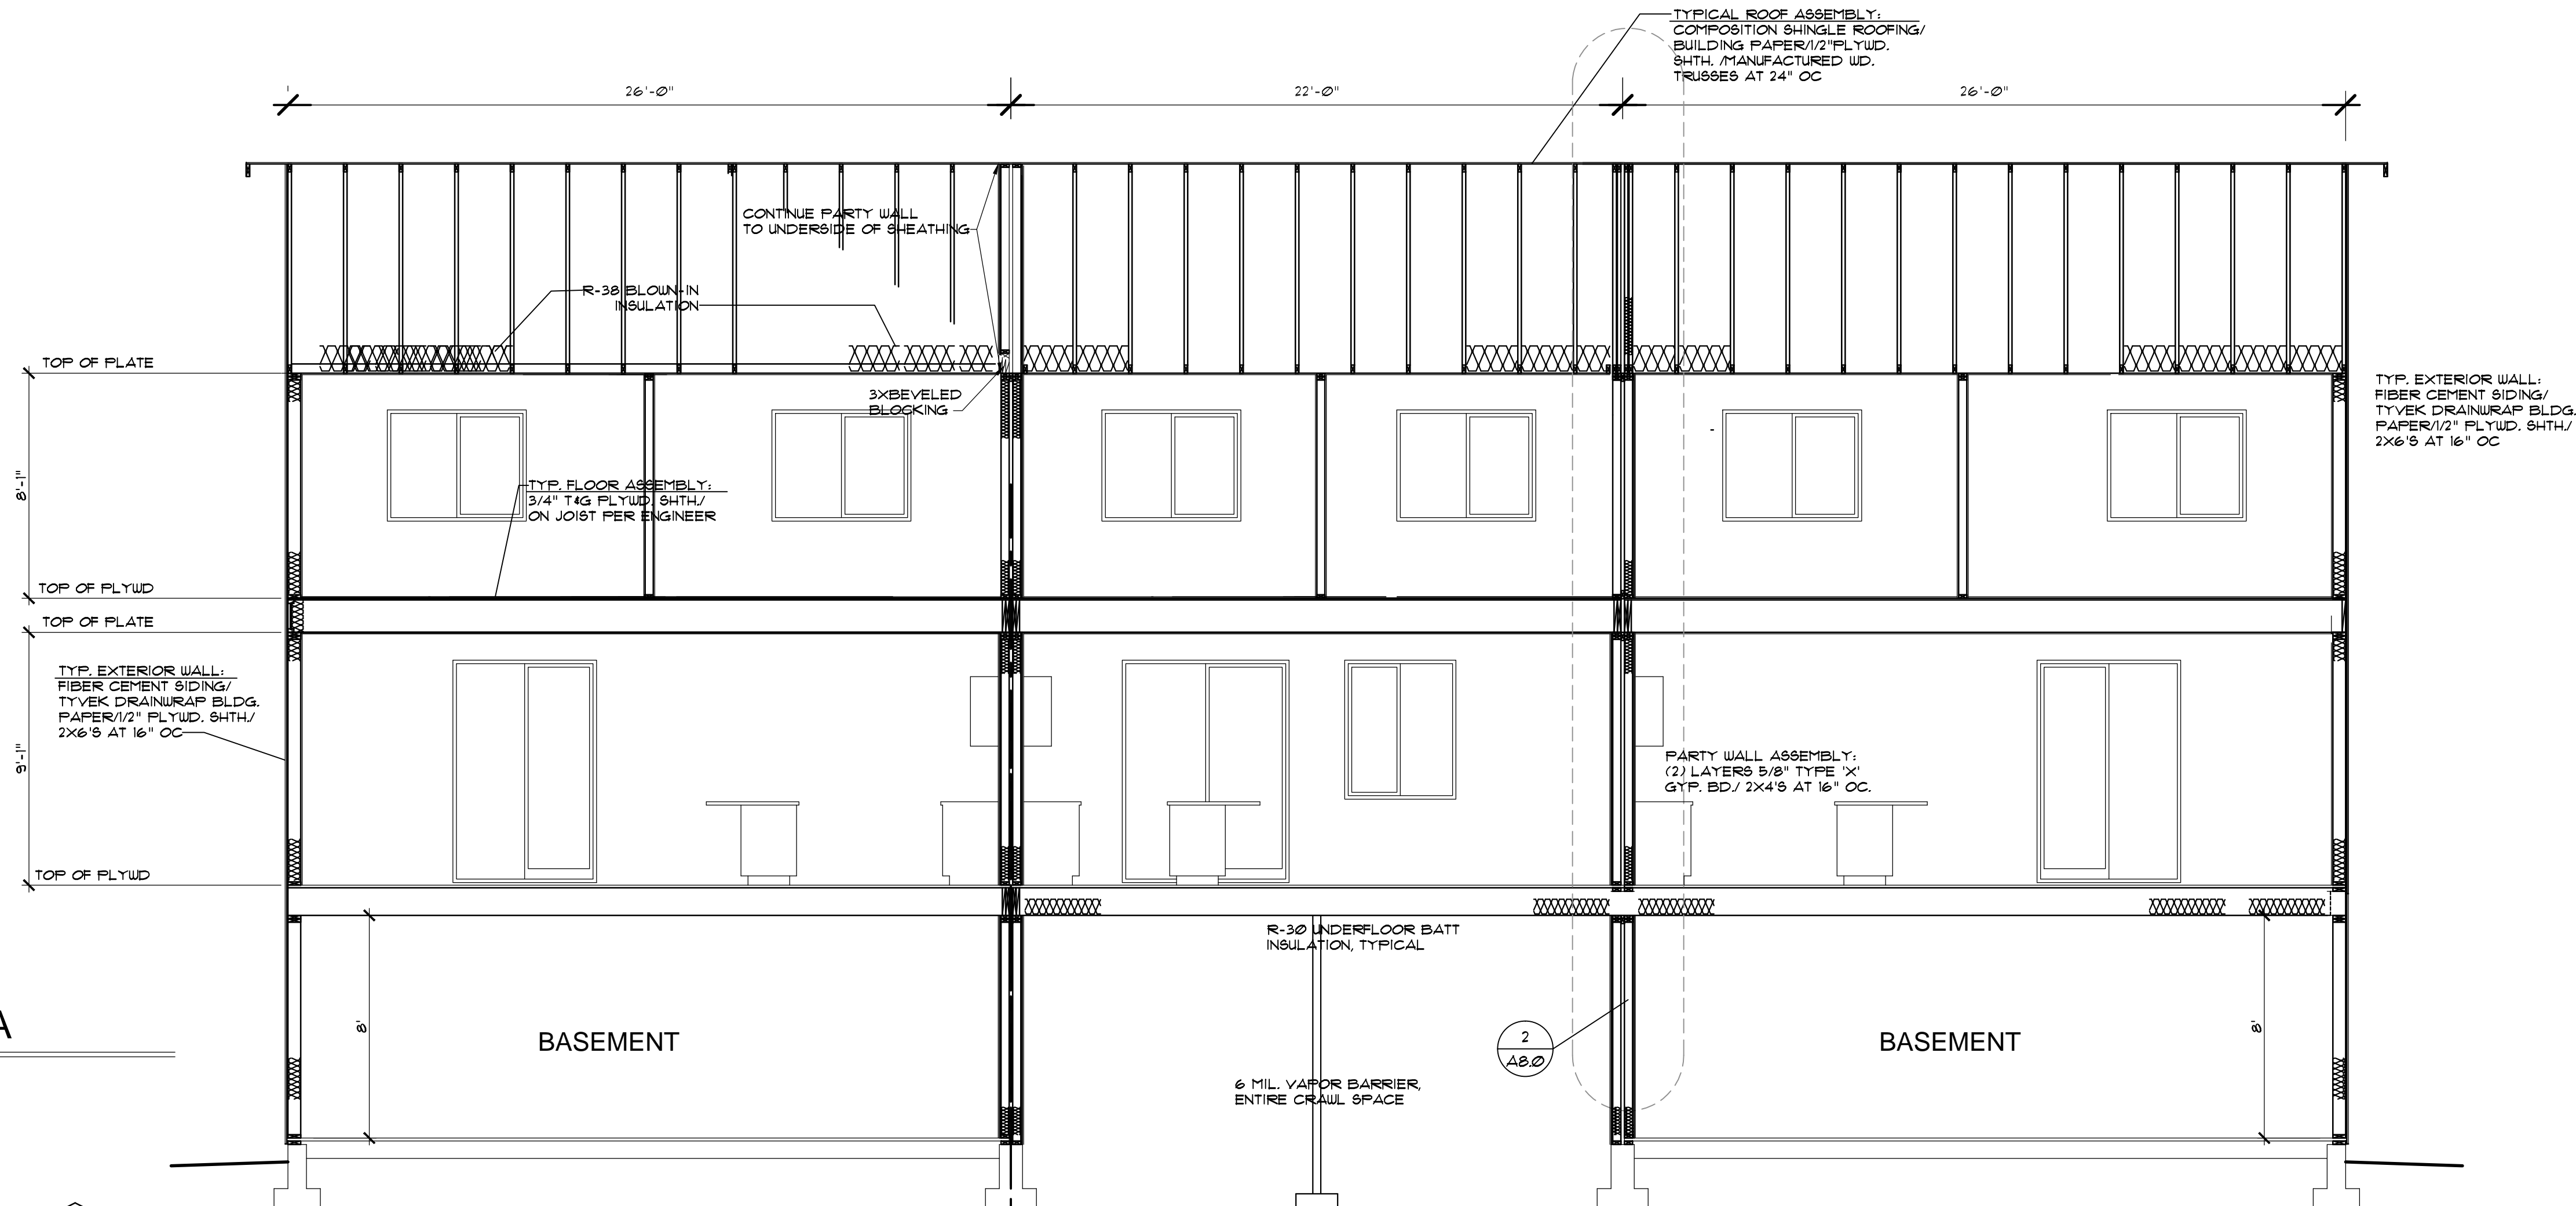 TYPICAL ROOF ASSEMBLY:
COMPOSITION SHINGLE ROOFING/
BUILDING PAPER/1/2"PLYWD.
SHTH. /MANUFACTURED WD.
TRUSSES AT 24" OC
26'-0"
22'-0"
26'-0"
CONTINUE PARTY WALL
TO UNDERSIDE OF SHEATHING
R-38 BLOWN-IN
INSULATION
TOP OF PLATE
3XBEVELED
BLOCKING
TYP. EXTERIOR WALL:
FIBER CEMENT SIDING/
TYVEK DRAINWRAP BLDG.
PAPER/1/2" PLYWD. SHTH./
2X6'S AT 16" OC
8'-1"
TYP. FLOOR ASSEMBLY:
3/4" T&G PLYWD. SHTH./
ON JOIST PER ENGINEER
TOP OF PLYWD
TOP OF PLATE
TYP. EXTERIOR WALL:
FIBER CEMENT SIDING/
TYVEK DRAINWRAP BLDG.
PAPER/1/2" PLYWD. SHTH./
2X6'S AT 16" OC
9'-1"
PARTY WALL ASSEMBLY:
(2) LAYERS 5/8" TYPE 'X'
GYP. BD./ 2X4'S AT 16" OC.
TOP OF PLYWD
R-30 UNDERFLOOR BATT
INSULATION, TYPICAL
A
8'
BASEMENT
2
A8.0
BASEMENT
8'
6 MIL. VAPOR BARRIER,
ENTIRE CRAWL SPACE